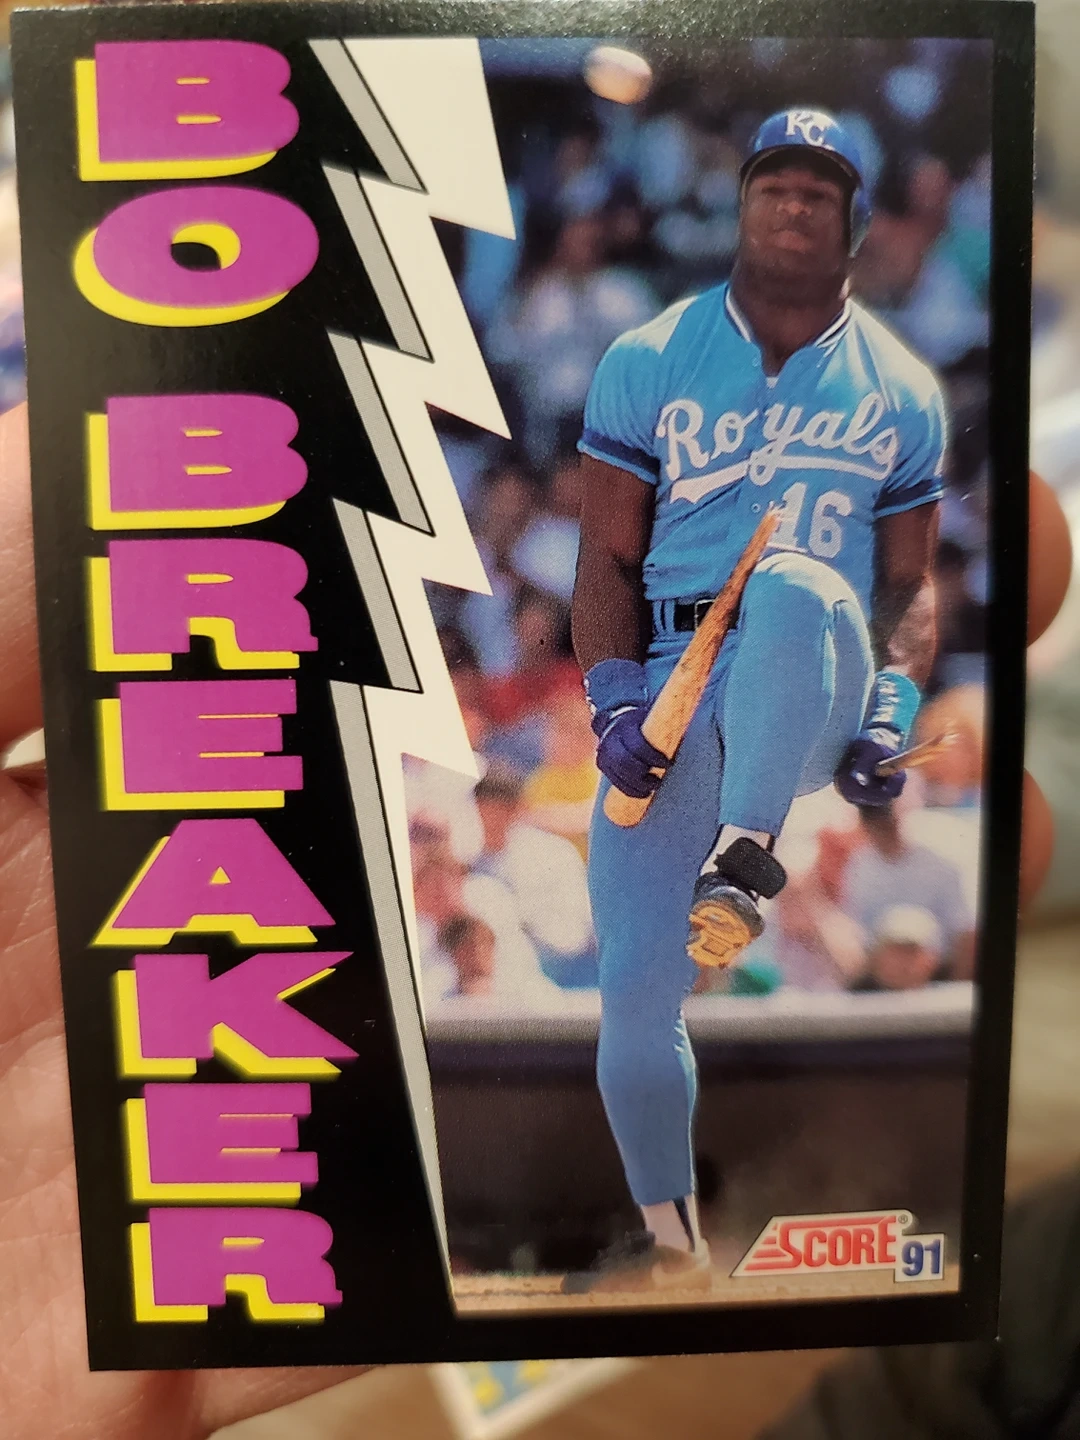 BO BREAKER
KC
Royals
16
SCORE® 91